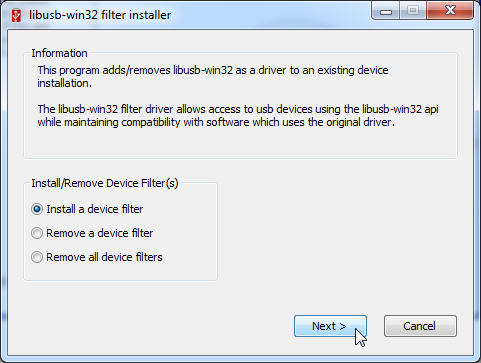 libusb-win32 filter installer
Information
This program adds/removes libusb-win32 as a driver to an existing device
installation.
The libusb-win32 filter driver allows access to usb devices using the libusb-win32 api
while maintaining compatibility with software which uses the original driver.
Install/Remove Device Filter(s)
Install a device filter
Remove a device filter
Remove all device filters
Next >
Cancel